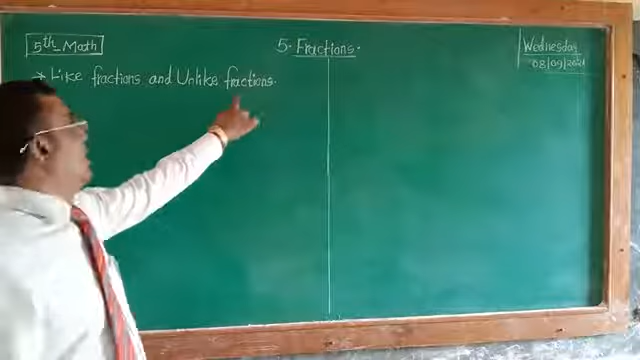 5th Math
5. Fractions.
Wednesday
08/09/2021
* Like fractions and Unlike fractions.